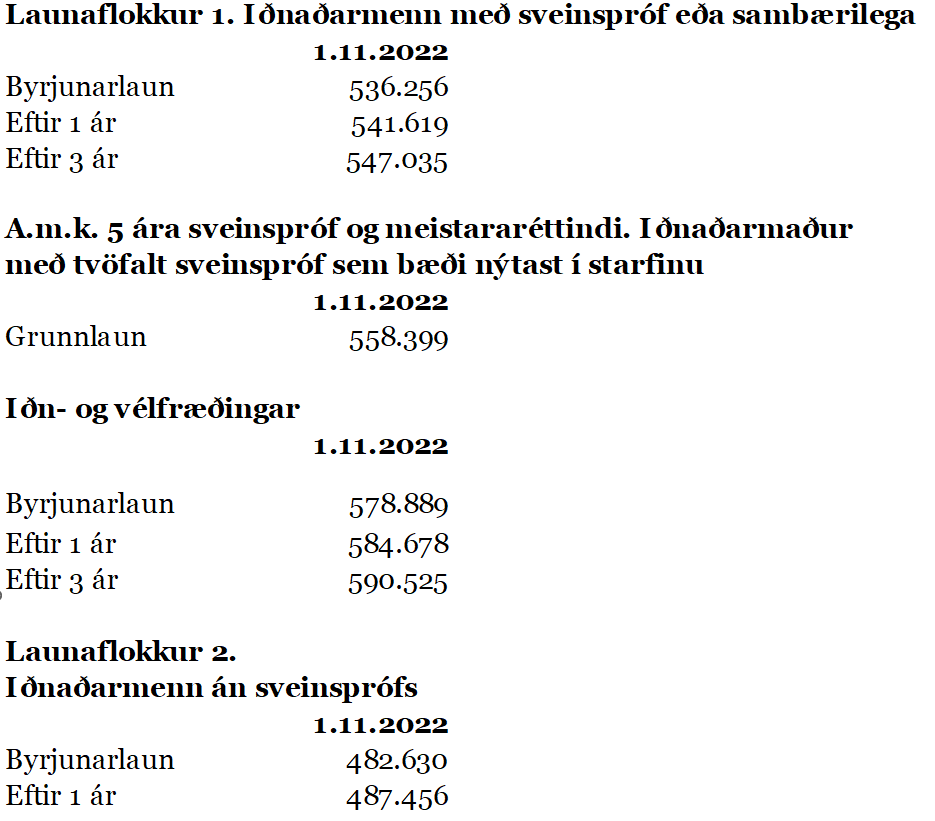 Launaflokkur 1. Iðnaðarmenn með sveinspróf eða sambærilega
1.11.2022
Byrjunarlaun 536.256
Eftir 1 ár 541.619
Eftir 3 ár 547.035
A.m.k. 5 ára sveinspróf og meistararéttindi. Iðnaðarmaður
með tvöfalt sveinspróf sem bæði nýtast í starfinu
1.11.2022
Grunnlaun 558.399
Iðn- og vélfræðingar
1.11.2022
Byrjunarlaun 578.889
Eftir 1 ár 584.678
Eftir 3 ár 590.525
Launaflokkur 2.
Iðnaðarmenn án sveinsprófs
1.11.2022
Byrjunarlaun 482.630
Eftir 1 ár 487.456